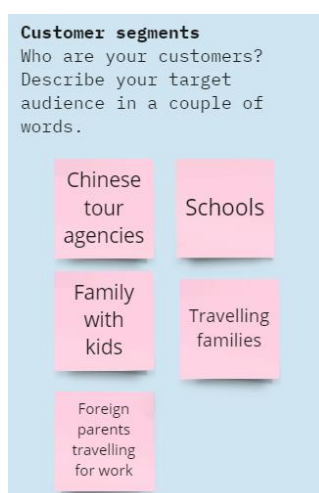 Customer segments
Who are your customers?
Describe your target
audience in a couple of
words.
Chinese
tour
agencies
Schools
Family
with
kids
Travelling
families
Foreign
parents
travelling
for work